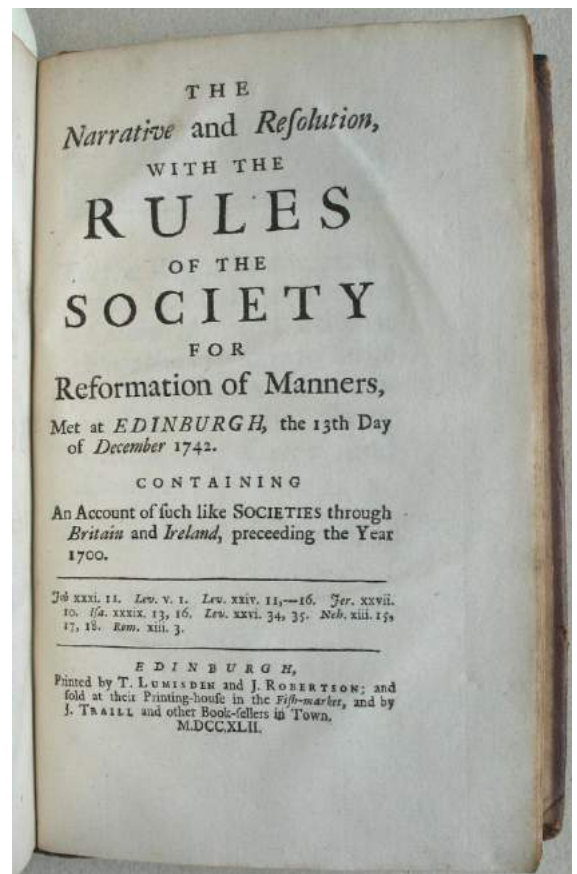 THE
Narrative and Reſolution,
WITH THE
RULES
OF THE
SOCIETY
FOR
Reformation of Manners,
Met at EDINBURGH, the 13th Day
of December 1742.
CONTAINING
An Account of ſuch like SOCIETIES through
Britain and Ireland, preceeding the Year
1700.
Job xxxi. 11. Lev. v. 1. Lev. xxiv. 11,—16. Jer. xxvii.
10. Iſa. xxxix. 13, 16. Lev. xxvi. 34, 35. Neh. xiii. 15,
17, 18. Rom. xiii. 3.
EDINBURGH,
Printed by T. LUMISDEN and J. ROBERTSON; and
ſold at their Printing-houſe in the Fiſh-market, and by
J. TRAILL and other Book-ſellers in Town.
M.DCC.XLII.